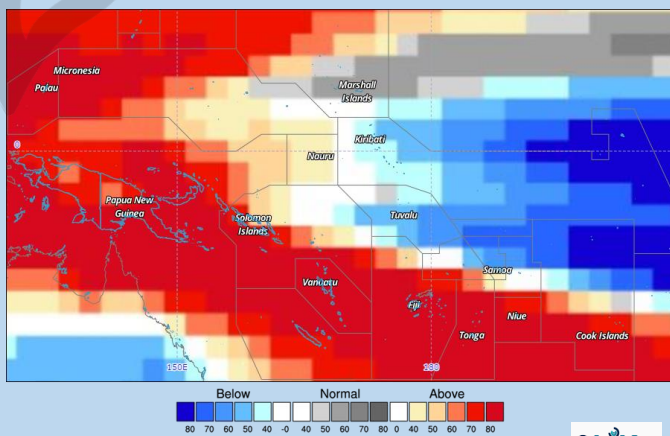 Micronesia
Palau
Marshall
Islands
0
Kiribati
Nauru
Papua New
Guinea
Solomon
Islands
Tuvalu
Samoa
Vanuatu
Fiji
Niue
Tonga
Cook Islands
150E
180
Below Normal Above
80 70 60 50 40 -0 40 50 60 70 80 0 40 50 60 70 80